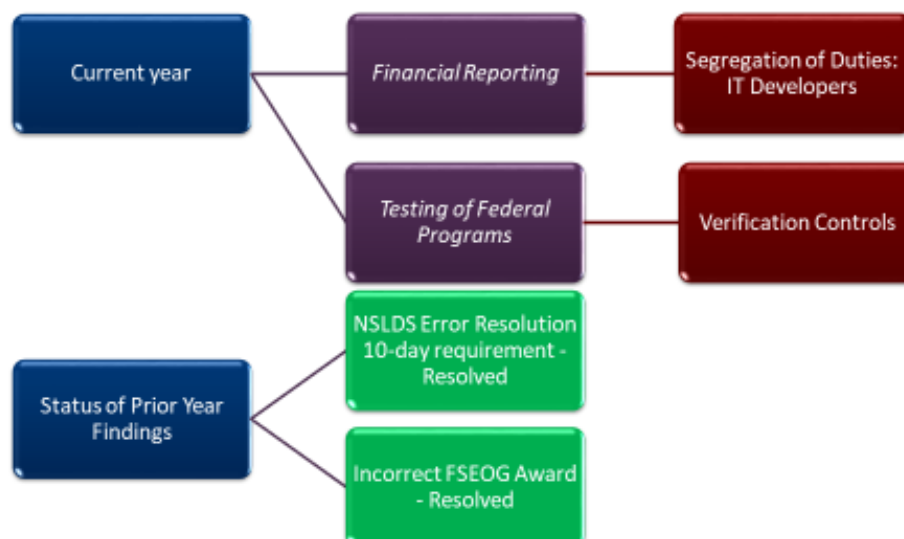 Current year
Financial Reporting
Segregation of Duties:
IT Developers
Testing of Federal
Programs
Verification Controls
Status of Prior Year
Findings
NSLDS Error Resolution
10-day requirement -
Resolved
Incorrect FSEOG Award
- Resolved